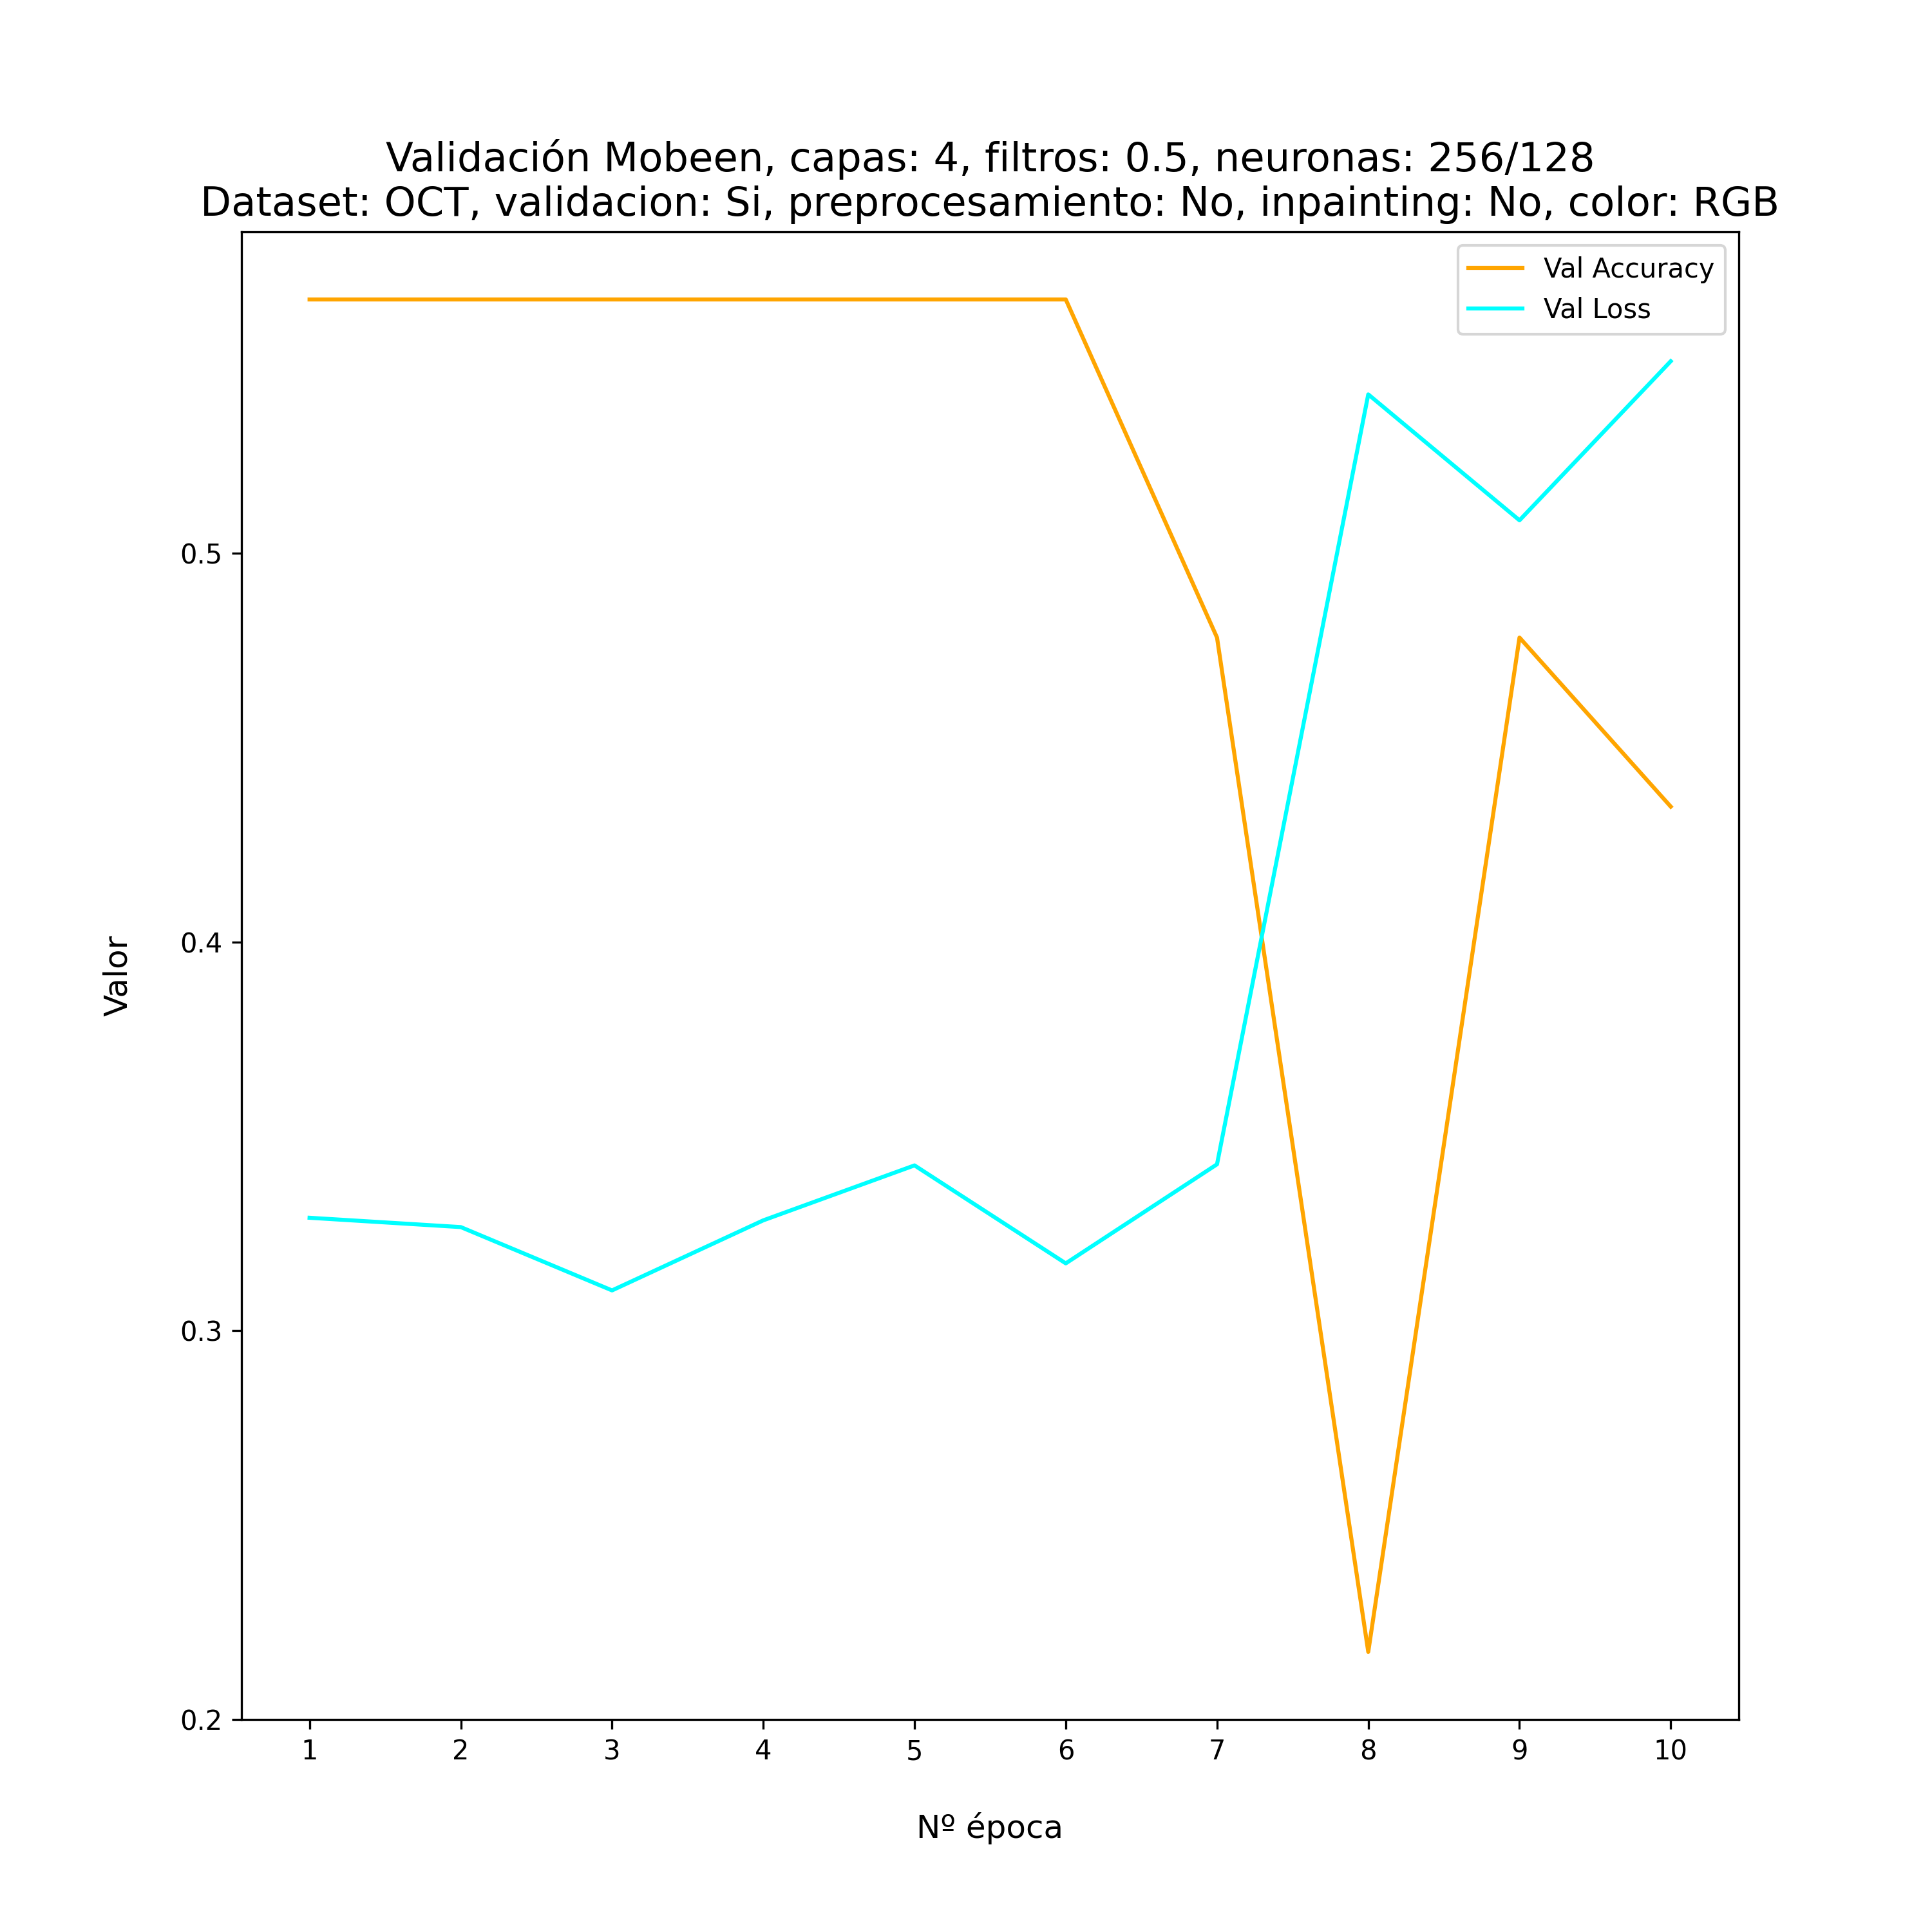 Validación Mobeen, capas: 4, filtros: 0.5, neuronas: 256/128
Dataset: OCT, validacion: Si, preprocesamiento: No, inpainting: No, color: RGB
Val Accuracy
Val Loss
Valor
0.5
0.4
0.3
0.2
1 2 3 4 5 6 7 8 9 10
Nº época